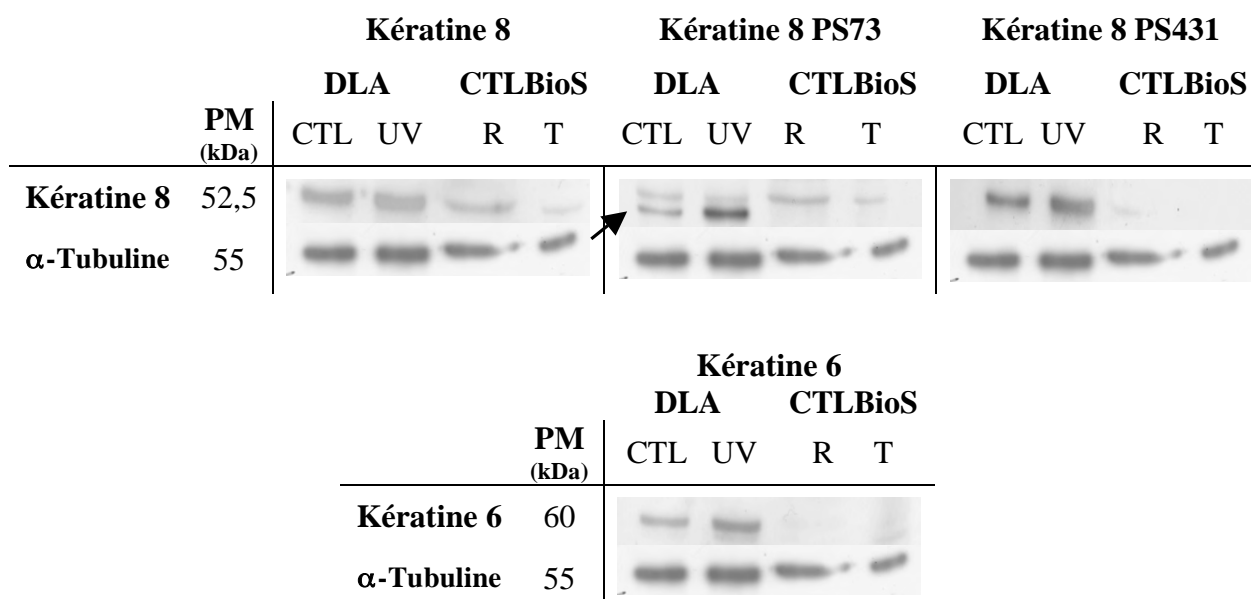 Kératine 8 Kératine 8 PS73 Kératine 8 PS431
DLA CTLBioS DLA CTLBioS DLA CTLBioS
PM (kDa) CTL UV R T CTL UV R T CTL UV R T
Kératine 8 52,5
α-Tubuline 55
Kératine 6
DLA CTLBioS
PM (kDa) CTL UV R T
Kératine 6 60
α-Tubuline 55